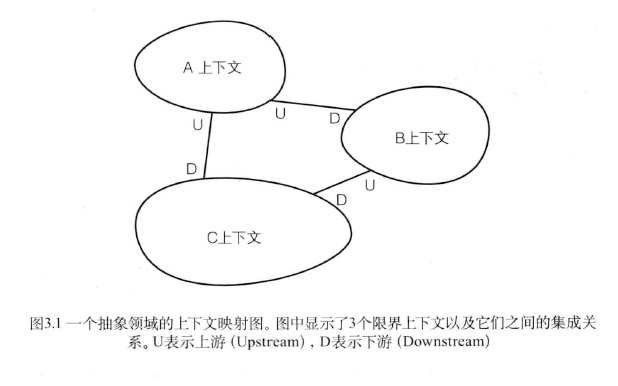 A 上下文
U
U
D
B上下文
D
U
D
C上下文
图3.1 一个抽象领域的上下文映射图。图中显示了3个限界上下文以及它们之间的集成关
系。U表示上游 (Upstream) , D表示下游 (Downstream)